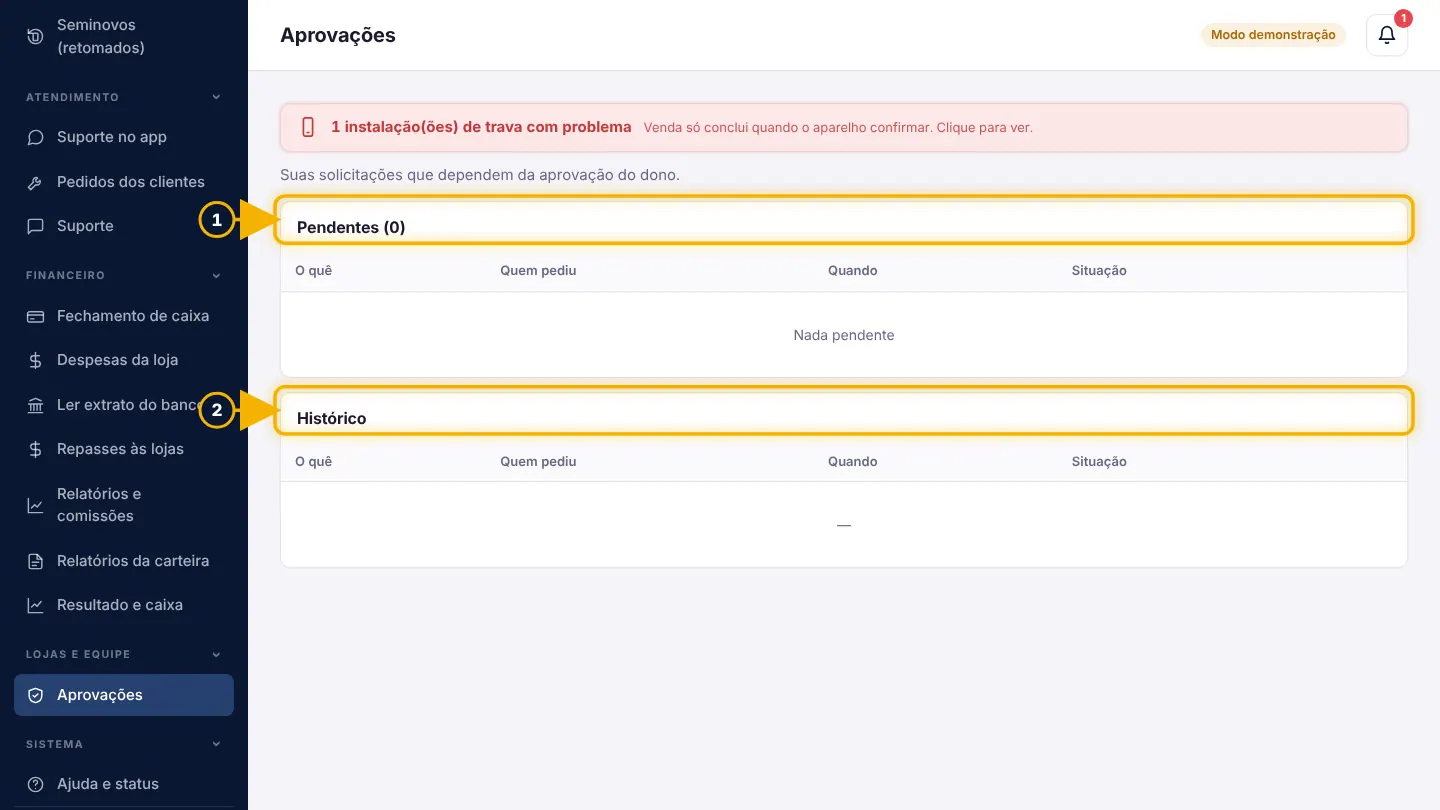 Seminovos
(retomados)
ATENDIMENTO
Suporte no app
Pedidos dos clientes
Suporte
FINANCEIRO
Fechamento de caixa
Despesas da loja
Ler extrato do banco
Repasses às lojas
Relatórios e
comissões
Relatórios da carteira
Resultado e caixa
LOJAS E EQUIPE
Aprovações
SISTEMA
Ajuda e status
Aprovações
Modo demonstração
1
1 instalação(ões) de trava com problema Venda só conclui quando o aparelho confirmar. Clique para ver.
Suas solicitações que dependem da aprovação do dono.
1
Pendentes (0)
O quê Quem pediu Quando Situação
Nada pendente
2
Histórico
O quê Quem pediu Quando Situação
—